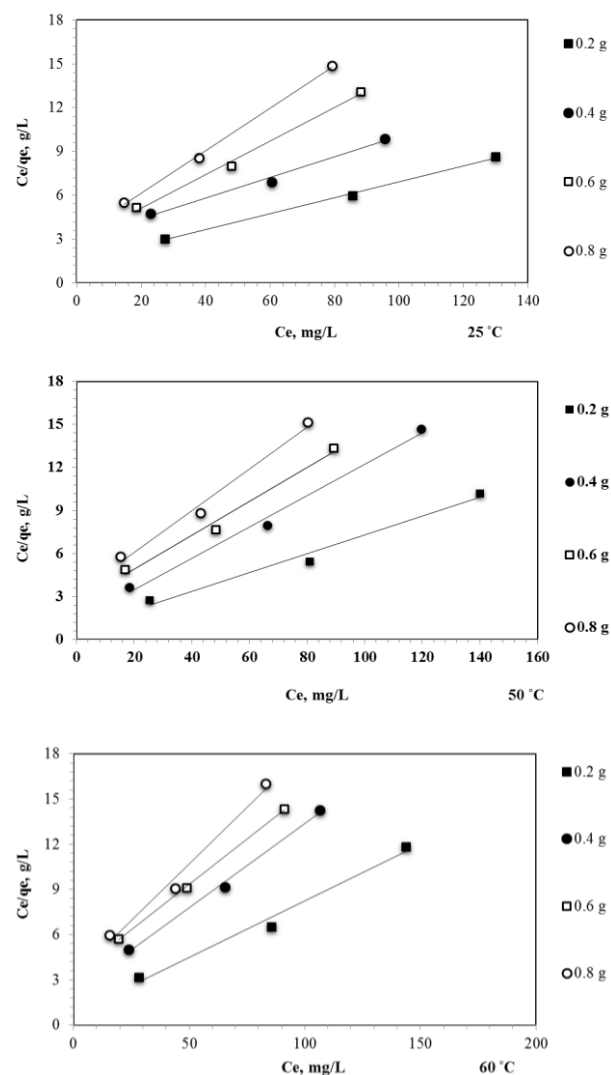 18
15
12
9
6
3
0
Ce/qe, g/L
0 20 40 60 80 100 120 140
Ce, mg/L 25 °C
0.2 g
0.4 g
0.6 g
0.8 g
18
15
12
9
6
3
0
Ce/qe, g/L
0 20 40 60 80 100 120 140 160
Ce, mg/L 50 °C
0.2 g
0.4 g
0.6 g
0.8 g
18
15
12
9
6
3
0
Ce/qe, g/L
0 50 100 150 200
Ce, mg/L 60 °C
0.2 g
0.4 g
0.6 g
0.8 g